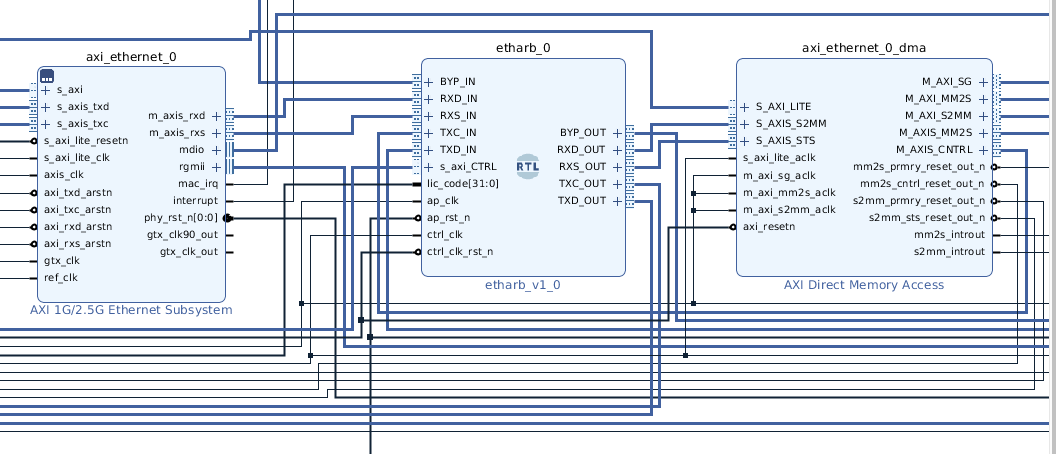 axi_ethernet_0
s_axi
s_axis_txd
s_axis_txc
s_axi_lite_resetn
s_axi_lite_clk
axis_clk
axi_txd_arstn
axi_txc_arstn
axi_rxd_arstn
axi_rxs_arstn
gtx_clk
ref_clk
m_axis_rxd
m_axis_rxs
mdio
rgmii
mac_irq
interrupt
phy_rst_n[0:0]
gtx_clk90_out
gtx_clk_out
AXI 1G/2.5G Ethernet Subsystem
etharb_0
BYP_IN
RXD_IN
RXS_IN
TXC_IN
TXD_IN
s_axi_CTRL
lic_code[31:0]
ap_clk
ap_rst_n
ctrl_clk
ctrl_clk_rst_n
RTL
BYP_OUT
RXD_OUT
RXS_OUT
TXC_OUT
TXD_OUT
etharb_v1_0
axi_ethernet_0_dma
S_AXI_LITE
S_AXIS_S2MM
S_AXIS_STS
s_axi_lite_aclk
m_axi_sg_aclk
m_axi_mm2s_aclk
m_axi_s2mm_aclk
axi_resetn
M_AXI_SG
M_AXI_MM2S
M_AXI_S2MM
M_AXIS_MM2S
M_AXIS_CNTRL
mm2s_prmry_reset_out_n
mm2s_cntrl_reset_out_n
s2mm_prmry_reset_out_n
s2mm_sts_reset_out_n
mm2s_introut
s2mm_introut
AXI Direct Memory Access